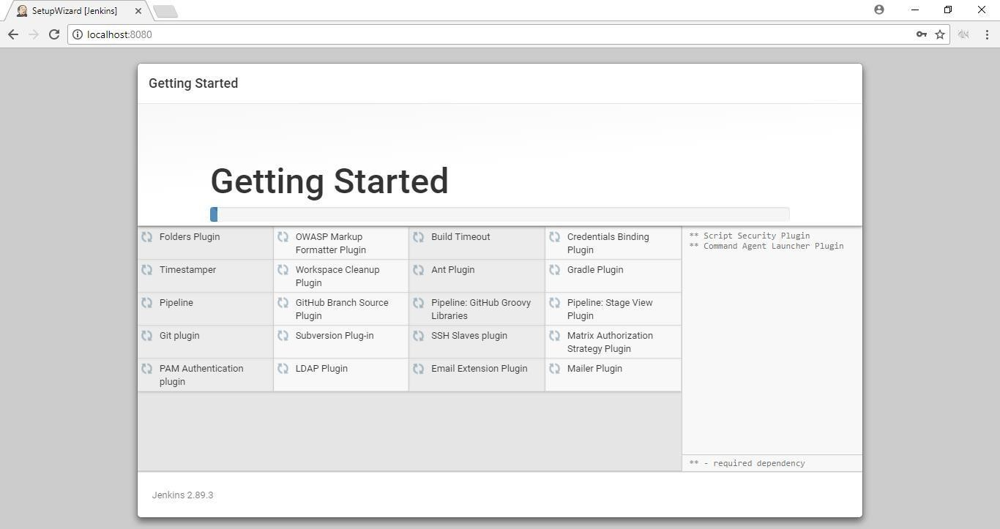 SetupWizard [Jenkins]
localhost:8080
Getting Started
Getting Started
Folders Plugin
OWASP Markup
Formatter Plugin
Build Timeout
Credentials Binding
Plugin
Timestamper
Workspace Cleanup
Plugin
Ant Plugin
Gradle Plugin
Pipeline
GitHub Branch Source
Plugin
Pipeline: GitHub Groovy
Libraries
Pipeline: Stage View
Plugin
Git plugin
Subversion Plug-in
SSH Slaves plugin
Matrix Authorization
Strategy Plugin
PAM Authentication
plugin
LDAP Plugin
Email Extension Plugin
Mailer Plugin
** Script Security Plugin
** Command Agent Launcher Plugin
** - required dependency
Jenkins 2.89.3